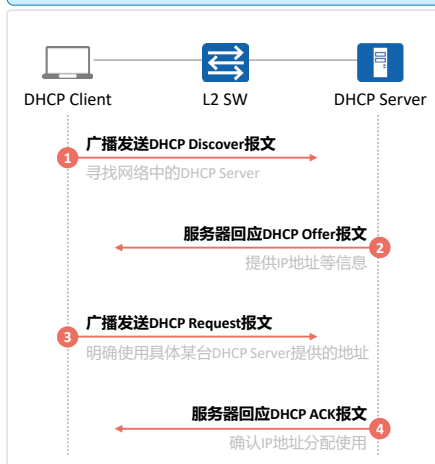 DHCP Client
L2 SW
DHCP Server
广播发送DHCP Discover报文
1
寻找网络中的DHCP Server
服务器回应DHCP Offer报文
2
提供IP地址等信息
广播发送DHCP Request报文
3
明确使用具体某台DHCP Server提供的地址
服务器回应DHCP ACK报文
4
确认IP地址分配使用